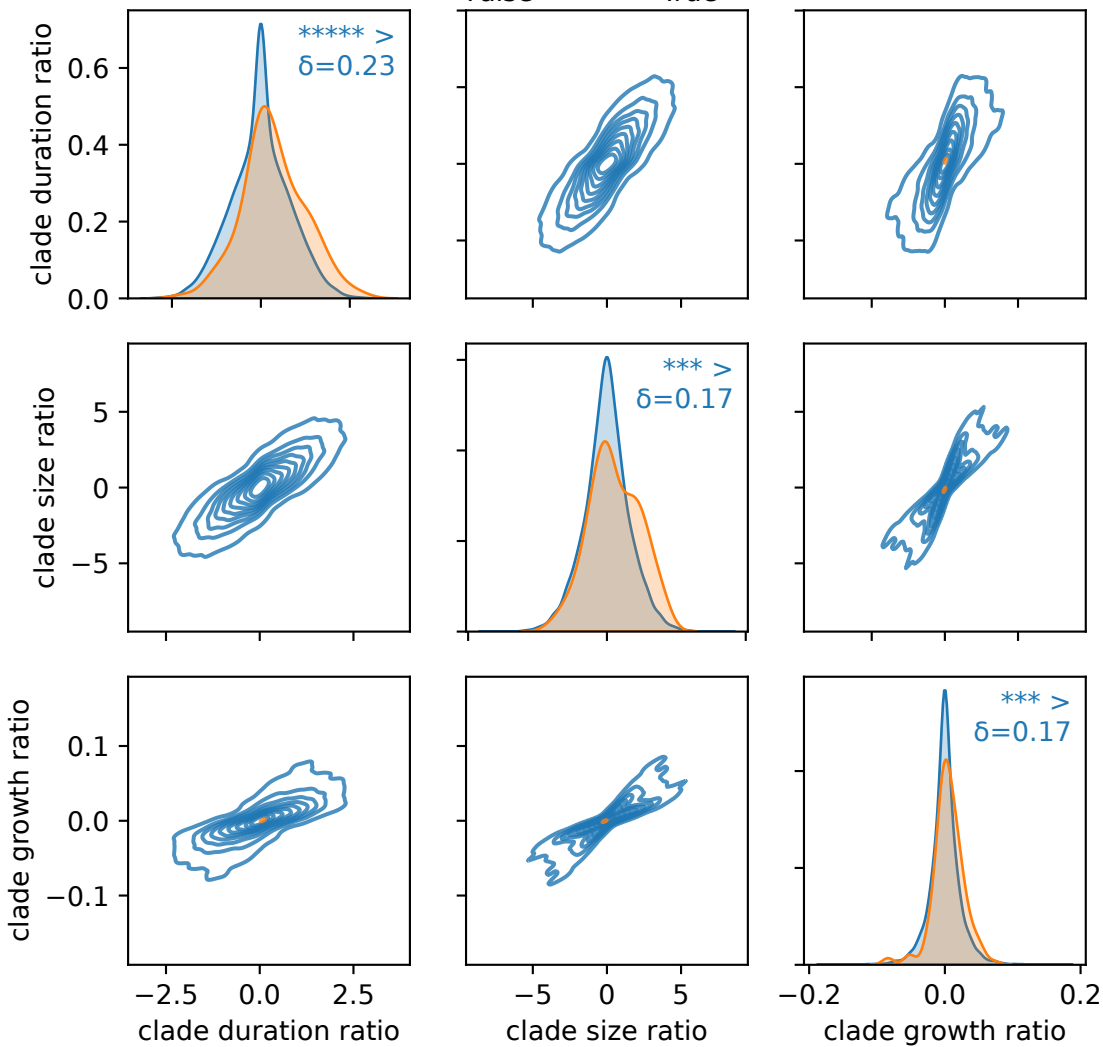 clade duration ratio
0.6
0.4
0.2
0.0
***** >
δ=0.23
clade size ratio
5
0
−5
*** >
δ=0.17
clade growth ratio
0.1
0.0
−0.1
*** >
δ=0.17
−2.5 0.0 2.5
−5 0 5
−0.2 0.0 0.2
clade duration ratio
clade size ratio
clade growth ratio